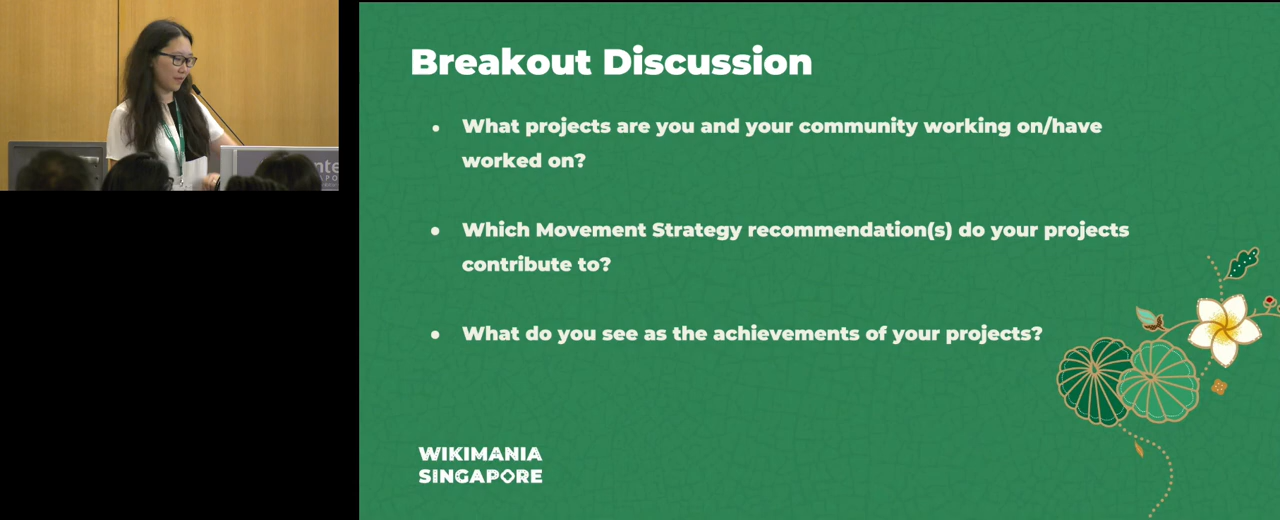 Breakout Discussion
What projects are you and your community working on/have
worked on?
Which Movement Strategy recommendation(s) do your projects
contribute to?
What do you see as the achievements of your projects?
WIKIMANIA
SINGAPORE